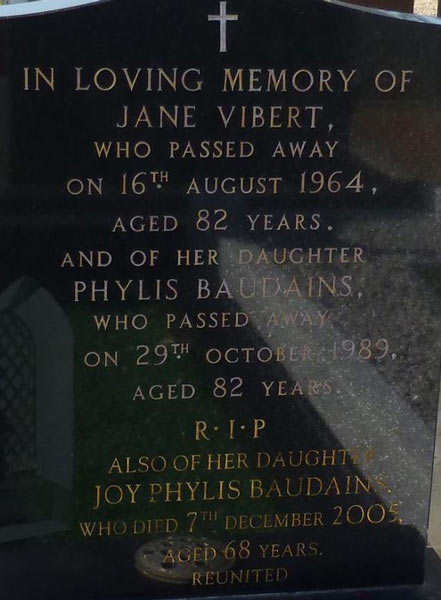 IN LOVING MEMORY OF
JANE VIBERT,
WHO PASSED AWAY
ON 16TH AUGUST 1964,
AGED 82 YEARS.
AND OF HER DAUGHTER
PHYLIS BAUDAINS,
WHO PASSED AWAY
ON 29TH OCTOBER 1989,
AGED 82 YEARS.
R·I·P
ALSO OF HER DAUGHTER
JOY PHYLIS BAUDAINS
WHO DIED 7TH DECEMBER 2005,
AGED 68 YEARS.
REUNITED